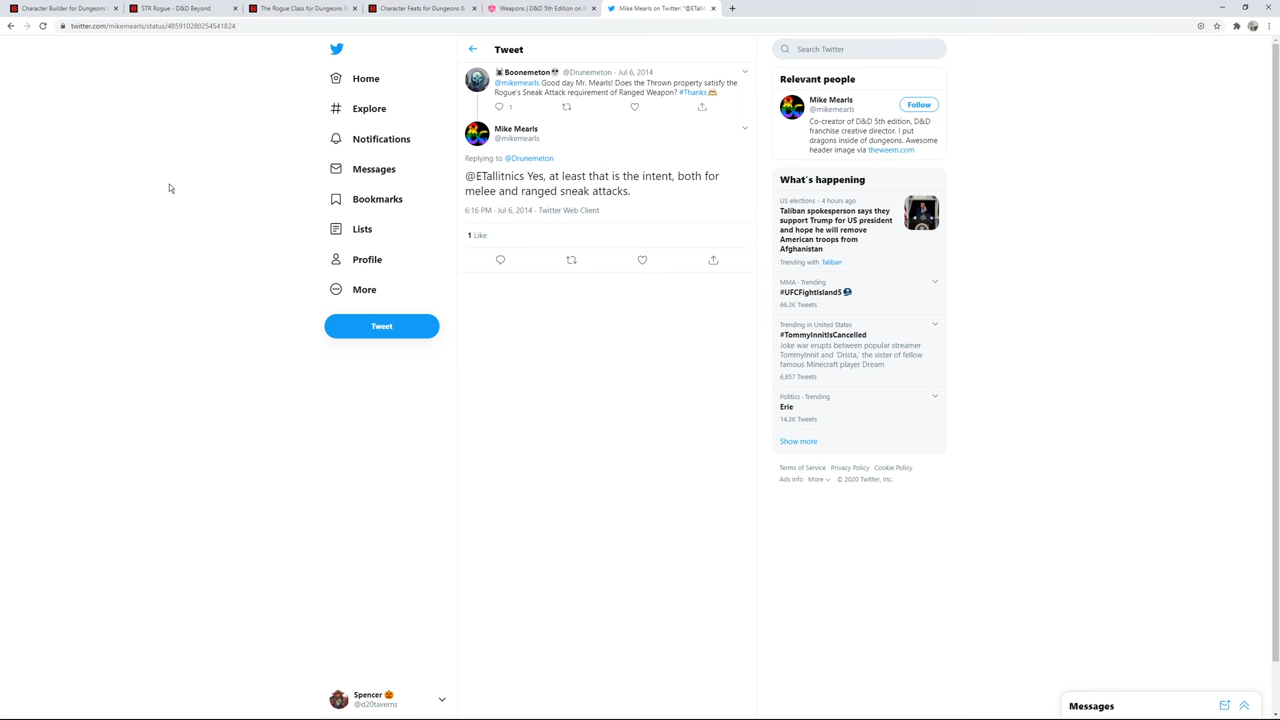 Character Builder for Dungeons &
STR Rogue - D&D Beyond
The Rogue Class for Dungeons &
Character Feats for Dungeons &
Weapons | D&D 5th Edition on R
Mike Mearls on Twitter: "@ETalli
twitter.com/mikemearls/status/485910280254541824
Home
Explore
Notifications
Messages
Bookmarks
Lists
Profile
More
Tweet
Spencer 🎃
@d20taverns
Tweet
🕷Boonemeton💀 @Drunemeton · Jul 6, 2014
@mikemearls Good day Mr. Mearls! Does the Thrown property satisfy the
Rogue's Sneak Attack requirement of Ranged Weapon? #Thanks
1
Mike Mearls
@mikemearls
Replying to @Drunemeton
@ETallitnics Yes, at least that is the intent, both for
melee and ranged sneak attacks.
6:16 PM · Jul 6, 2014 · Twitter Web Client
1 Like
Search Twitter
Relevant people
Mike Mearls
@mikemearls
Follow
Co-creator of D&D 5th edition, D&D
franchise creative director. I put
dragons inside of dungeons. Awesome
header image via theweem.com
What's happening
US elections · 4 hours ago
Taliban spokesperson says they
support Trump for US president
and hope he will remove
American troops from
Afghanistan
Trending with Taliban
MMA · Trending
#UFCFightIsland5
66.3K Tweets
Trending in United States
#TommyInnitIsCancelled
Joke war erupts between popular streamer
TommyInnit and 'Drista,' the sister of fellow
famous Minecraft player Dream
6,857 Tweets
Politics · Trending
Erie
14.3K Tweets
Show more
Terms of Service Privacy Policy Cookie Policy
Ads info More © 2020 Twitter, Inc.
Messages